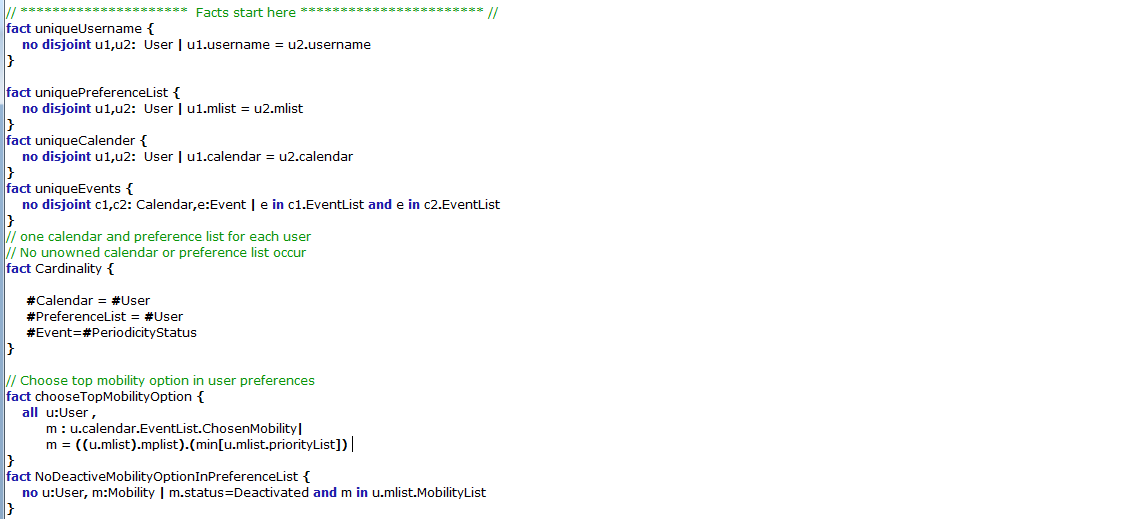 // ********************* Facts start here *********************** //
fact uniqueUsername {
no disjoint u1,u2: User | u1.username = u2.username
}
fact uniquePreferenceList {
no disjoint u1,u2: User | u1.mlist = u2.mlist
}
fact uniqueCalender {
no disjoint u1,u2: User | u1.calendar = u2.calendar
}
fact uniqueEvents {
no disjoint c1,c2: Calendar,e:Event | e in c1.EventList and e in c2.EventList
}
// one calendar and preference list for each user
// No unowned calendar or preference list occur
fact Cardinality {
#Calendar = #User
#PreferenceList = #User
#Event=#PeriodicityStatus
}
// Choose top mobility option in user preferences
fact chooseTopMobilityOption {
all u:User ,
m : u.calendar.EventList.ChosenMobility|
m = ((u.mlist).mplist).(min[u.mlist.priorityList])
}
fact NoDeactiveMobilityOptionInPreferenceList {
no u:User, m:Mobility | m.status=Deactivated and m in u.mlist.MobilityList
}